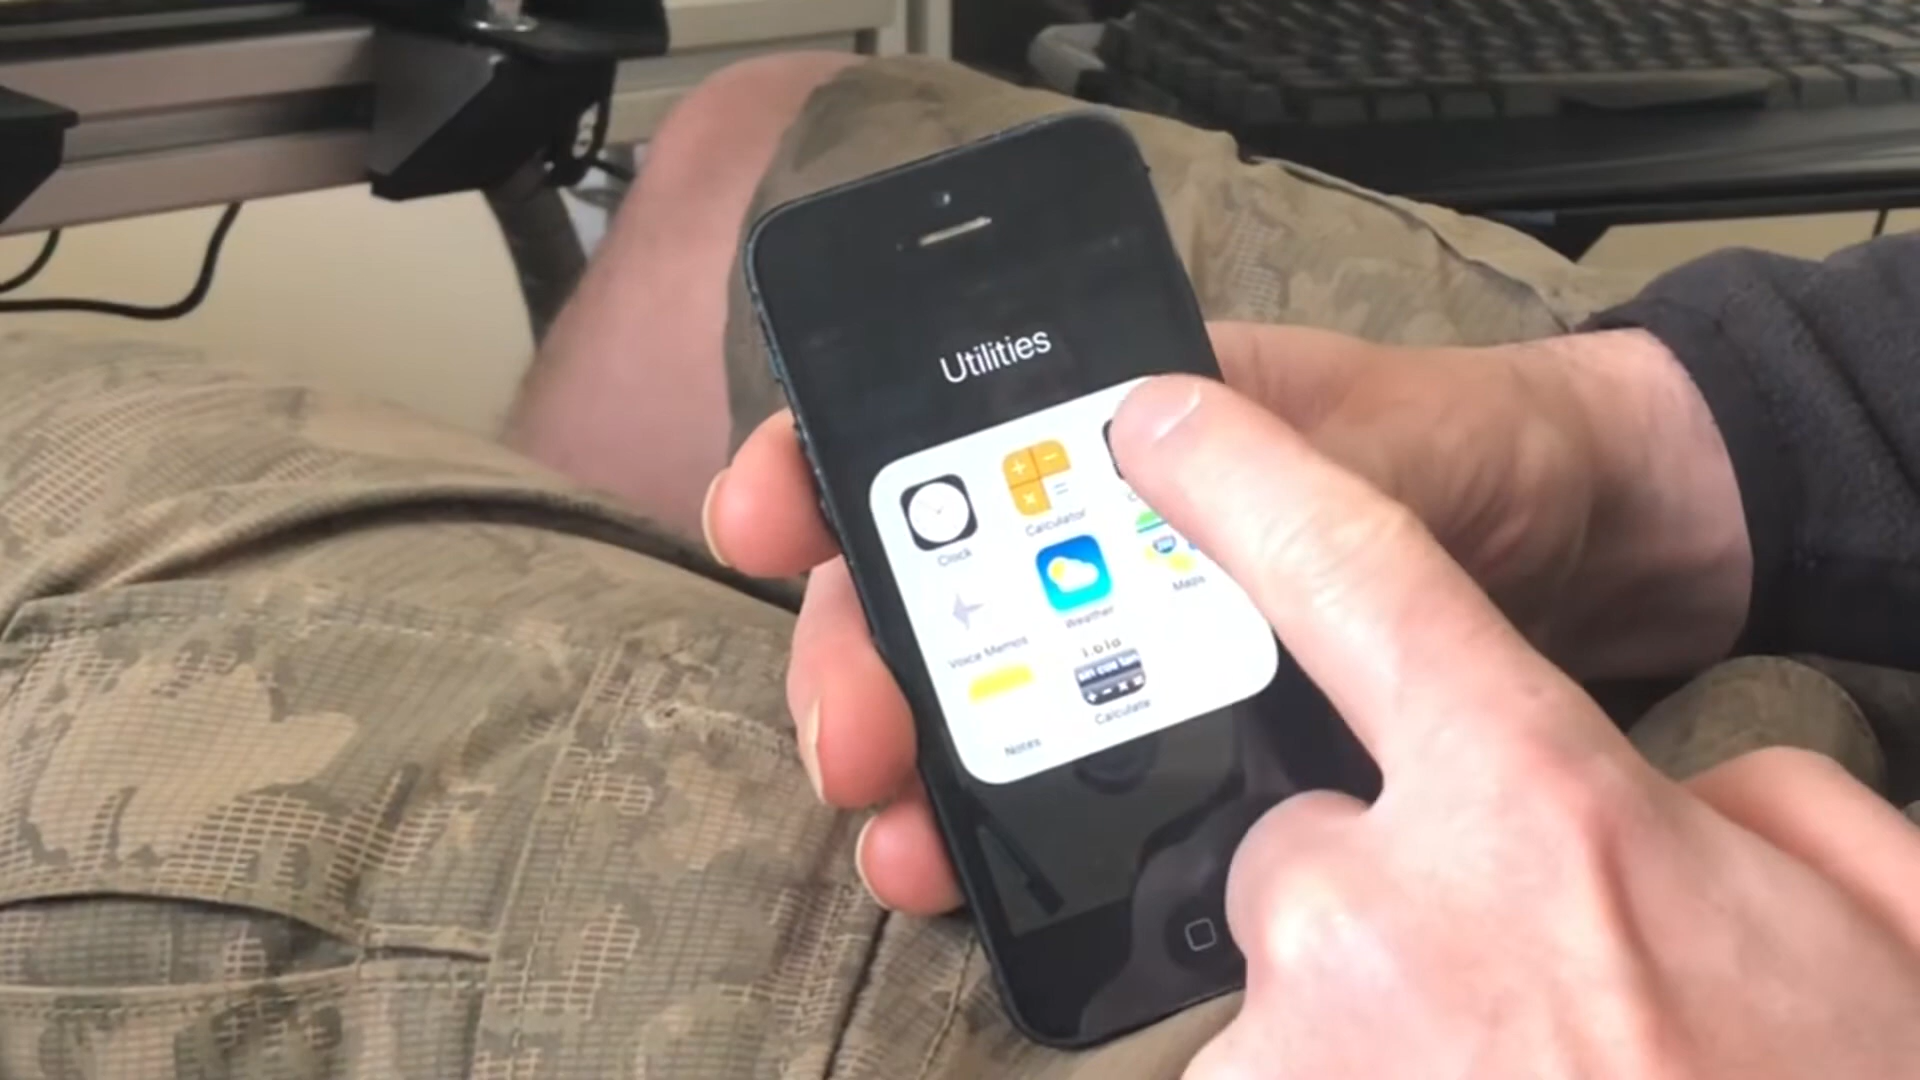 Utilities
Clock
Calculator
Voice Memos
Weather
Maps
Notes
Calculate